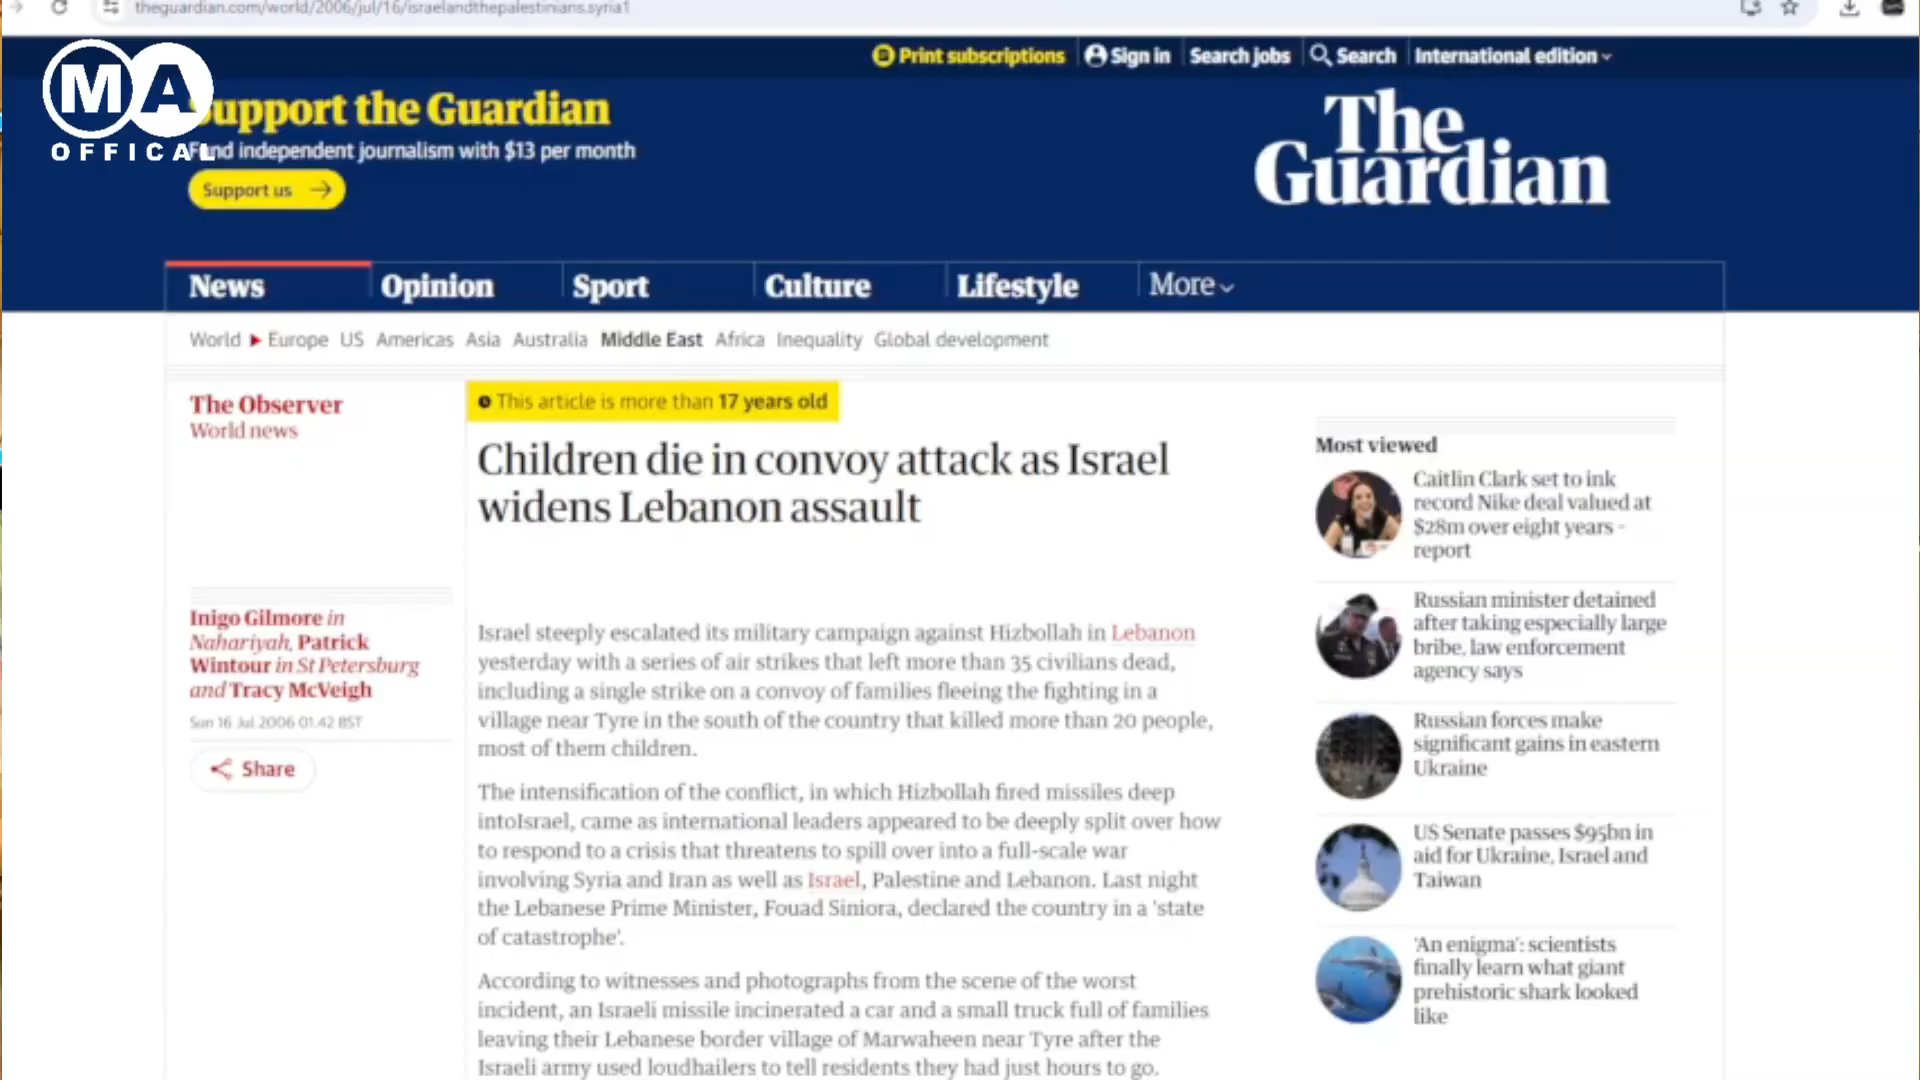 theguardian.com/world/2006/jul/16/israelandthepalestinians.syria1
MA
OFFICAL
Print subscriptions
Sign in
Search jobs
Search
International edition
Support the Guardian
Fund independent journalism with $13 per month
Support us
The
Guardian
News
Opinion
Sport
Culture
Lifestyle
More
World
Europe
US
Americas
Asia
Australia
Middle East
Africa
Inequality
Global development
The Observer
World news
This article is more than 17 years old
Children die in convoy attack as Israel
widens Lebanon assault
Inigo Gilmore in
Nahariyah, Patrick
Wintour in St Petersburg
and Tracy McVeigh
Sun 16 Jul 2006 01.42 BST
Share
Israel steeply escalated its military campaign against Hizbollah in Lebanon
yesterday with a series of air strikes that left more than 35 civilians dead,
including a single strike on a convoy of families fleeing the fighting in a
village near Tyre in the south of the country that killed more than 20 people,
most of them children.
The intensification of the conflict, in which Hizbollah fired missiles deep
intoIsrael, came as international leaders appeared to be deeply split over how
to respond to a crisis that threatens to spill over into a full-scale war
involving Syria and Iran as well as Israel, Palestine and Lebanon. Last night
the Lebanese Prime Minister, Fouad Siniora, declared the country in a 'state
of catastrophe'.
According to witnesses and photographs from the scene of the worst
incident, an Israeli missile incinerated a car and a small truck full of families
leaving their Lebanese border village of Marwaheen near Tyre after the
Israeli army used loudhailers to tell residents they had just hours to go.
Most viewed
Caitlin Clark set to ink
record Nike deal valued at
$28m over eight years -
report
Russian minister detained
after taking especially large
bribe, law enforcement
agency says
Russian forces make
significant gains in eastern
Ukraine
US Senate passes $95bn in
aid for Ukraine, Israel and
Taiwan
'An enigma': scientists
finally learn what giant
prehistoric shark looked
like